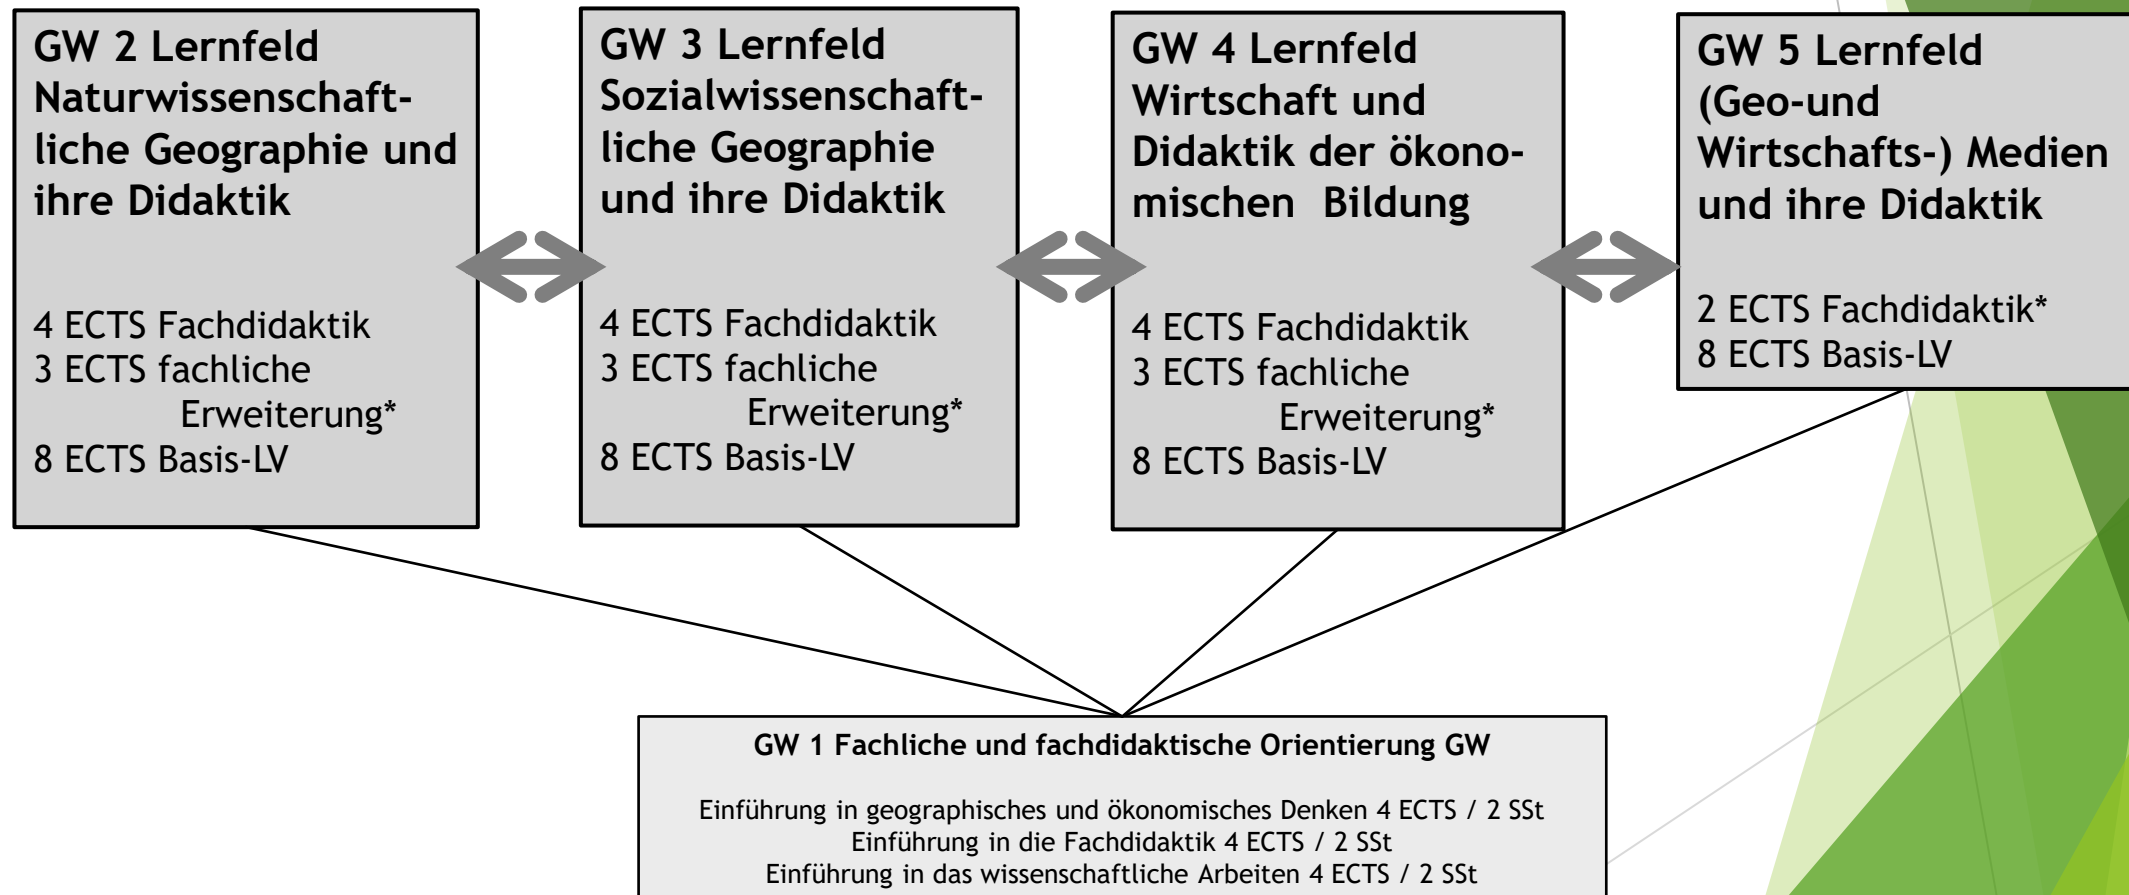 GW 2 Lernfeld
Naturwissenschaft-
liche Geographie und
ihre Didaktik
4 ECTS Fachdidaktik
3 ECTS fachliche
Erweiterung*
8 ECTS Basis-LV
GW 3 Lernfeld
Sozialwissenschaft-
liche Geographie
und ihre Didaktik
4 ECTS Fachdidaktik
3 ECTS fachliche
Erweiterung*
8 ECTS Basis-LV
GW 4 Lernfeld
Wirtschaft und
Didaktik der ökono-
mischen  Bildung
4 ECTS Fachdidaktik
3 ECTS fachliche
Erweiterung*
8 ECTS Basis-LV
GW 5 Lernfeld
(Geo-und
Wirtschafts-) Medien
und ihre Didaktik
2 ECTS Fachdidaktik*
8 ECTS Basis-LV
GW 1 Fachliche und fachdidaktische Orientierung GW
Einführung in geographisches und ökonomisches Denken 4 ECTS / 2 SSt
Einführung in die Fachdidaktik 4 ECTS / 2 SSt
Einführung in das wissenschaftliche Arbeiten 4 ECTS / 2 SSt